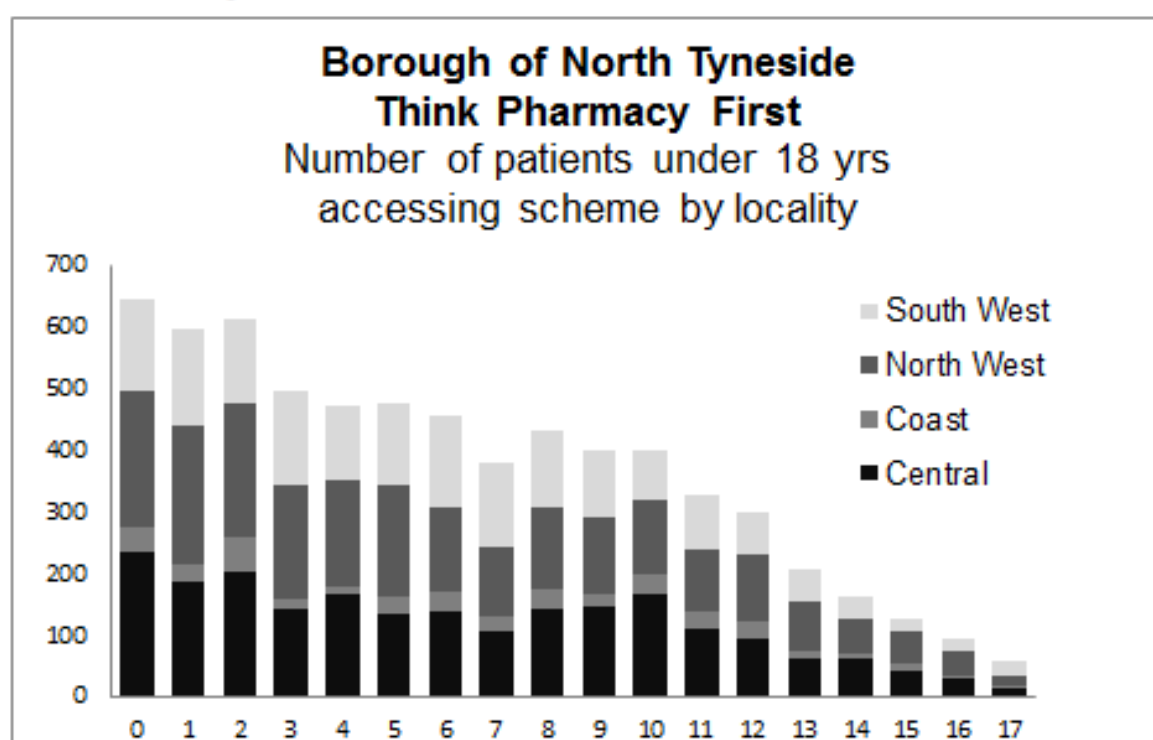 Borough of North Tyneside
Think Pharmacy First
Number of patients under 18 yrs
accessing scheme by locality
700
600
500
400
300
200
100
0
South West
North West
Coast
Central
0 1 2 3 4 5 6 7 8 9 10 11 12 13 14 15 16 17